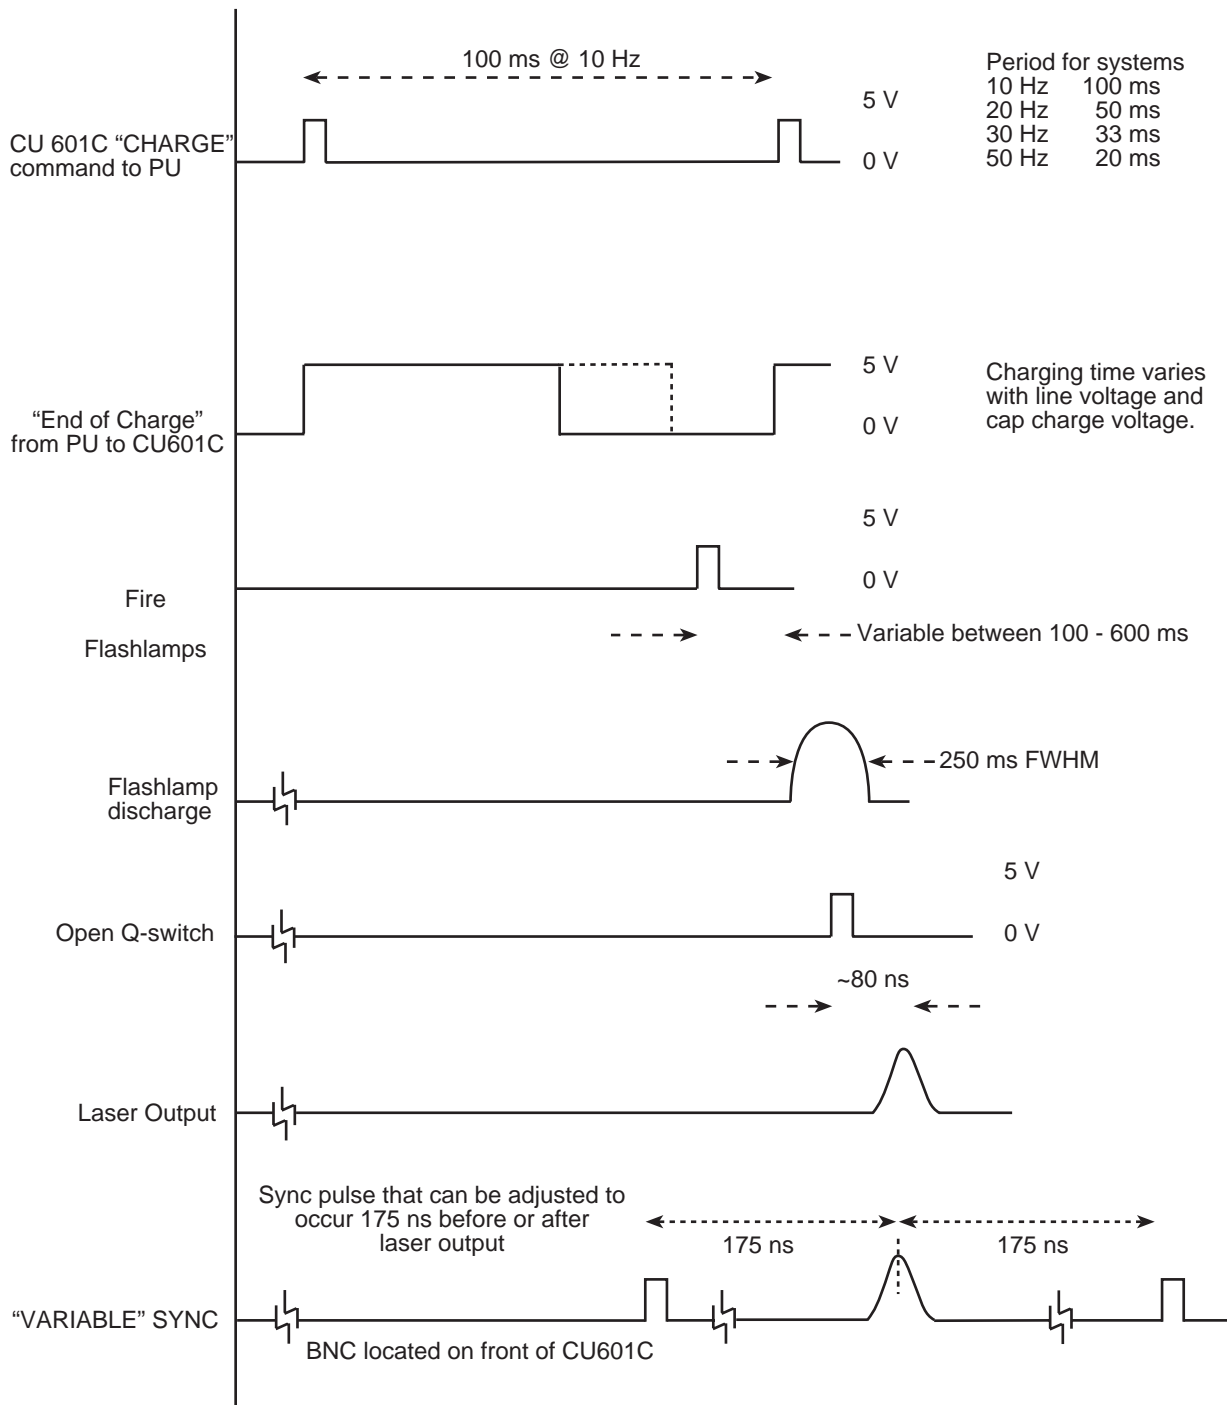 100 ms @ 10 Hz
Period for systems
10 Hz 100 ms
20 Hz 50 ms
30 Hz 33 ms
50 Hz 20 ms
5 V
0 V
CU 601C “CHARGE”
command to PU
5 V
0 V
Charging time varies
with line voltage and
cap charge voltage.
“End of Charge”
from PU to CU601C
5 V
0 V
Fire
Flashlamps
Variable between 100 - 600 ms
250 ms FWHM
Flashlamp
discharge
5 V
0 V
Open Q-switch
~80 ns
Laser Output
Sync pulse that can be adjusted to
occur 175 ns before or after
laser output
175 ns
175 ns
“VARIABLE” SYNC
BNC located on front of CU601C